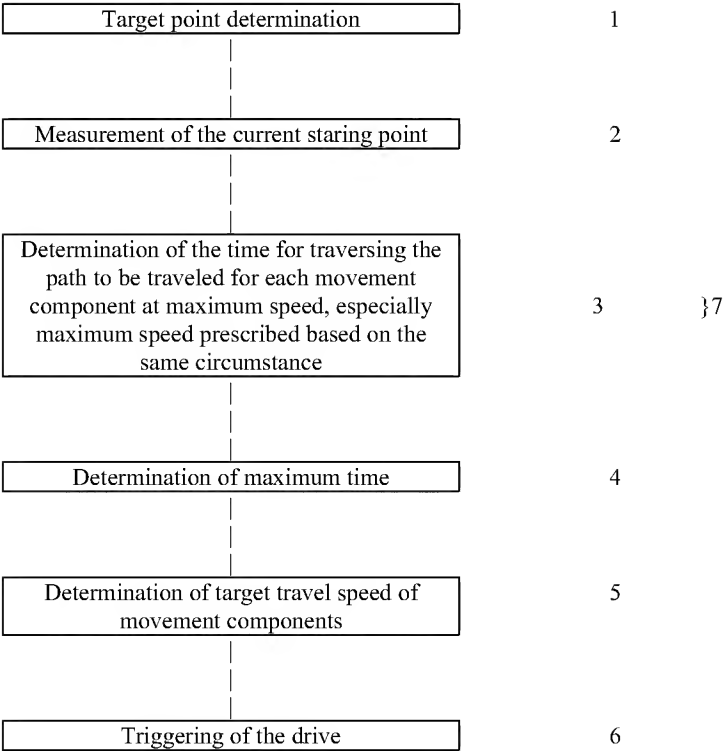 Target point determination 1
Measurement of the current staring point 2
Determination of the time for traversing the
path to be traveled for each movement
component at maximum speed, especially 3 }7
maximum speed prescribed based on the
same circumstance
Determination of maximum time 4
Determination of target travel speed of 5
movement components
Triggering of the drive 6